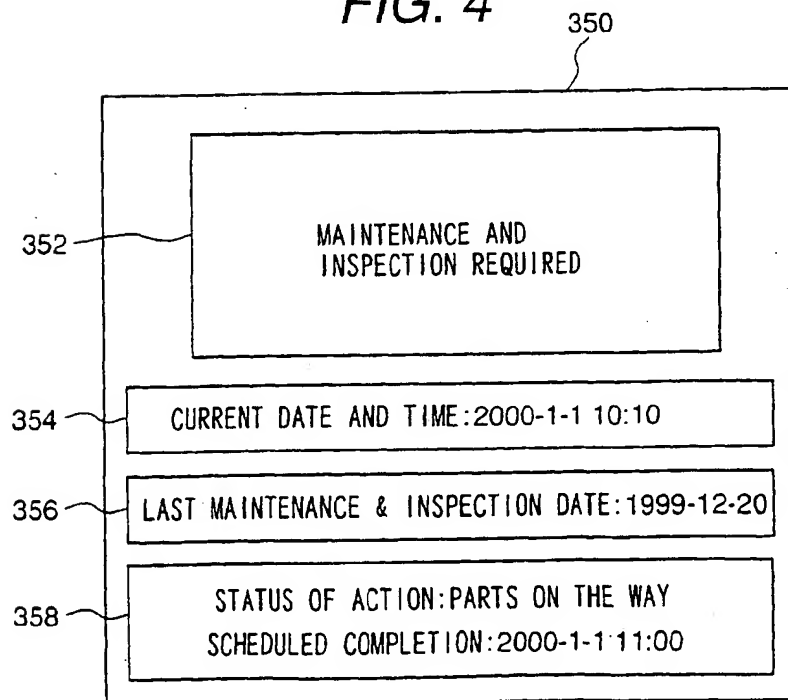 FIG. 4
350
352
MAINTENANCE AND
INSPECTION REQUIRED
354
CURRENT DATE AND TIME:2000-1-1 10:10
356
LAST MAINTENANCE & INSPECTION DATE:1999-12-20
358
STATUS OF ACTION:PARTS ON THE WAY
SCHEDULED COMPLETION:2000-1-1 11:00